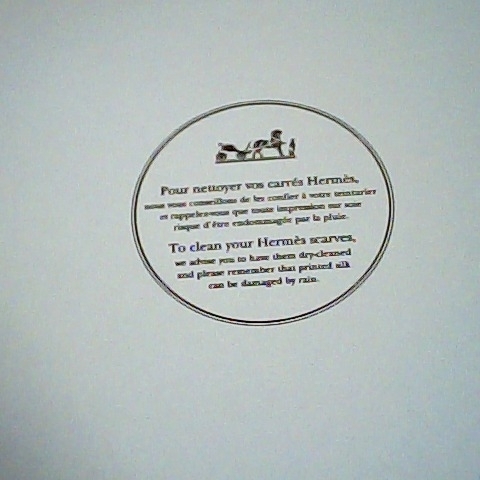 Pour nettoyer vos carrés Hermès,
nous vous conseillons de les confier à votre teinturier
et rappelez-vous que toute impression sur soie
risque d'être endommagée par la pluie.
To clean your Hermès scarves,
we advise you to have them dry-cleaned
and please remember that printed silk
can be damaged by rain.